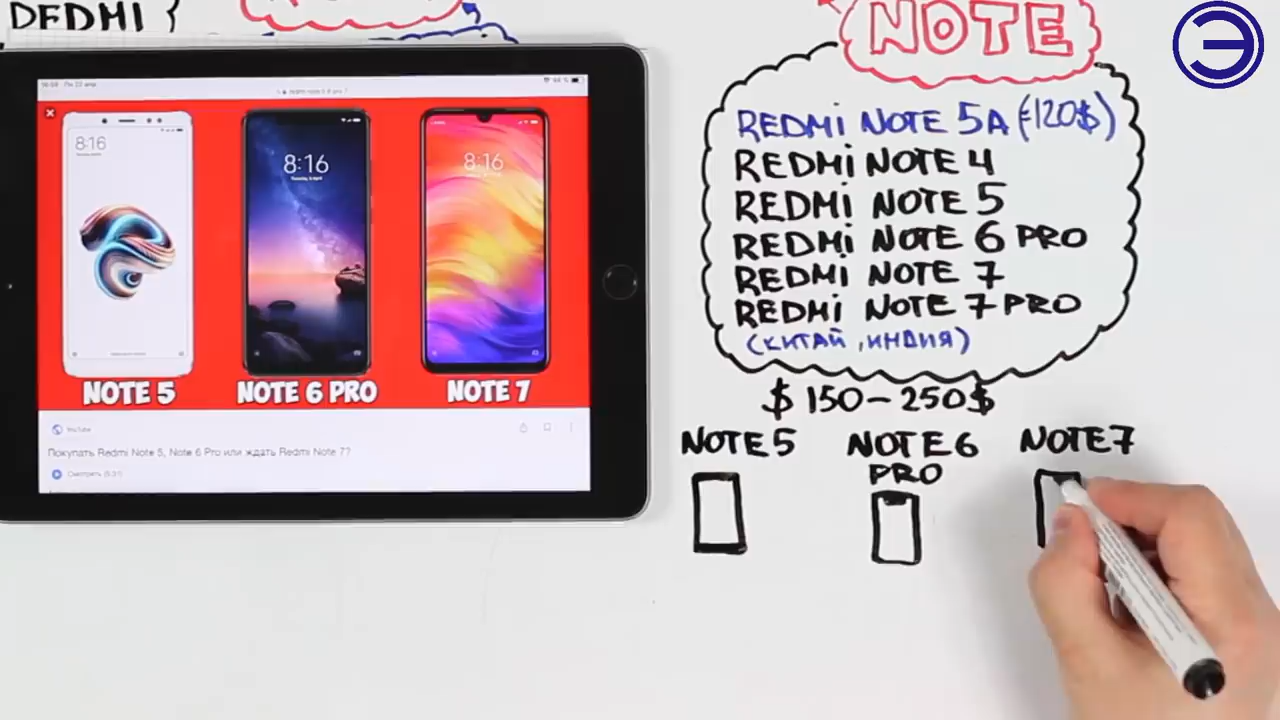 NOTE
Э
REDMI NOTE 5A (≈120$)
REDMI NOTE 4
REDMI NOTE 5
REDMI NOTE 6 PRO
REDMI NOTE 7
REDMI NOTE 7 PRO
(КИТАЙ, ИНДИЯ)
$ 150-250$
NOTE 5
NOTE 6
PRO
NOTE 7
8:16
8:16
8:16
NOTE 5
NOTE 6 PRO
NOTE 7
YouTube
Покупать Redmi Note 5, Note 6 Pro или ждать Redmi Note 7?